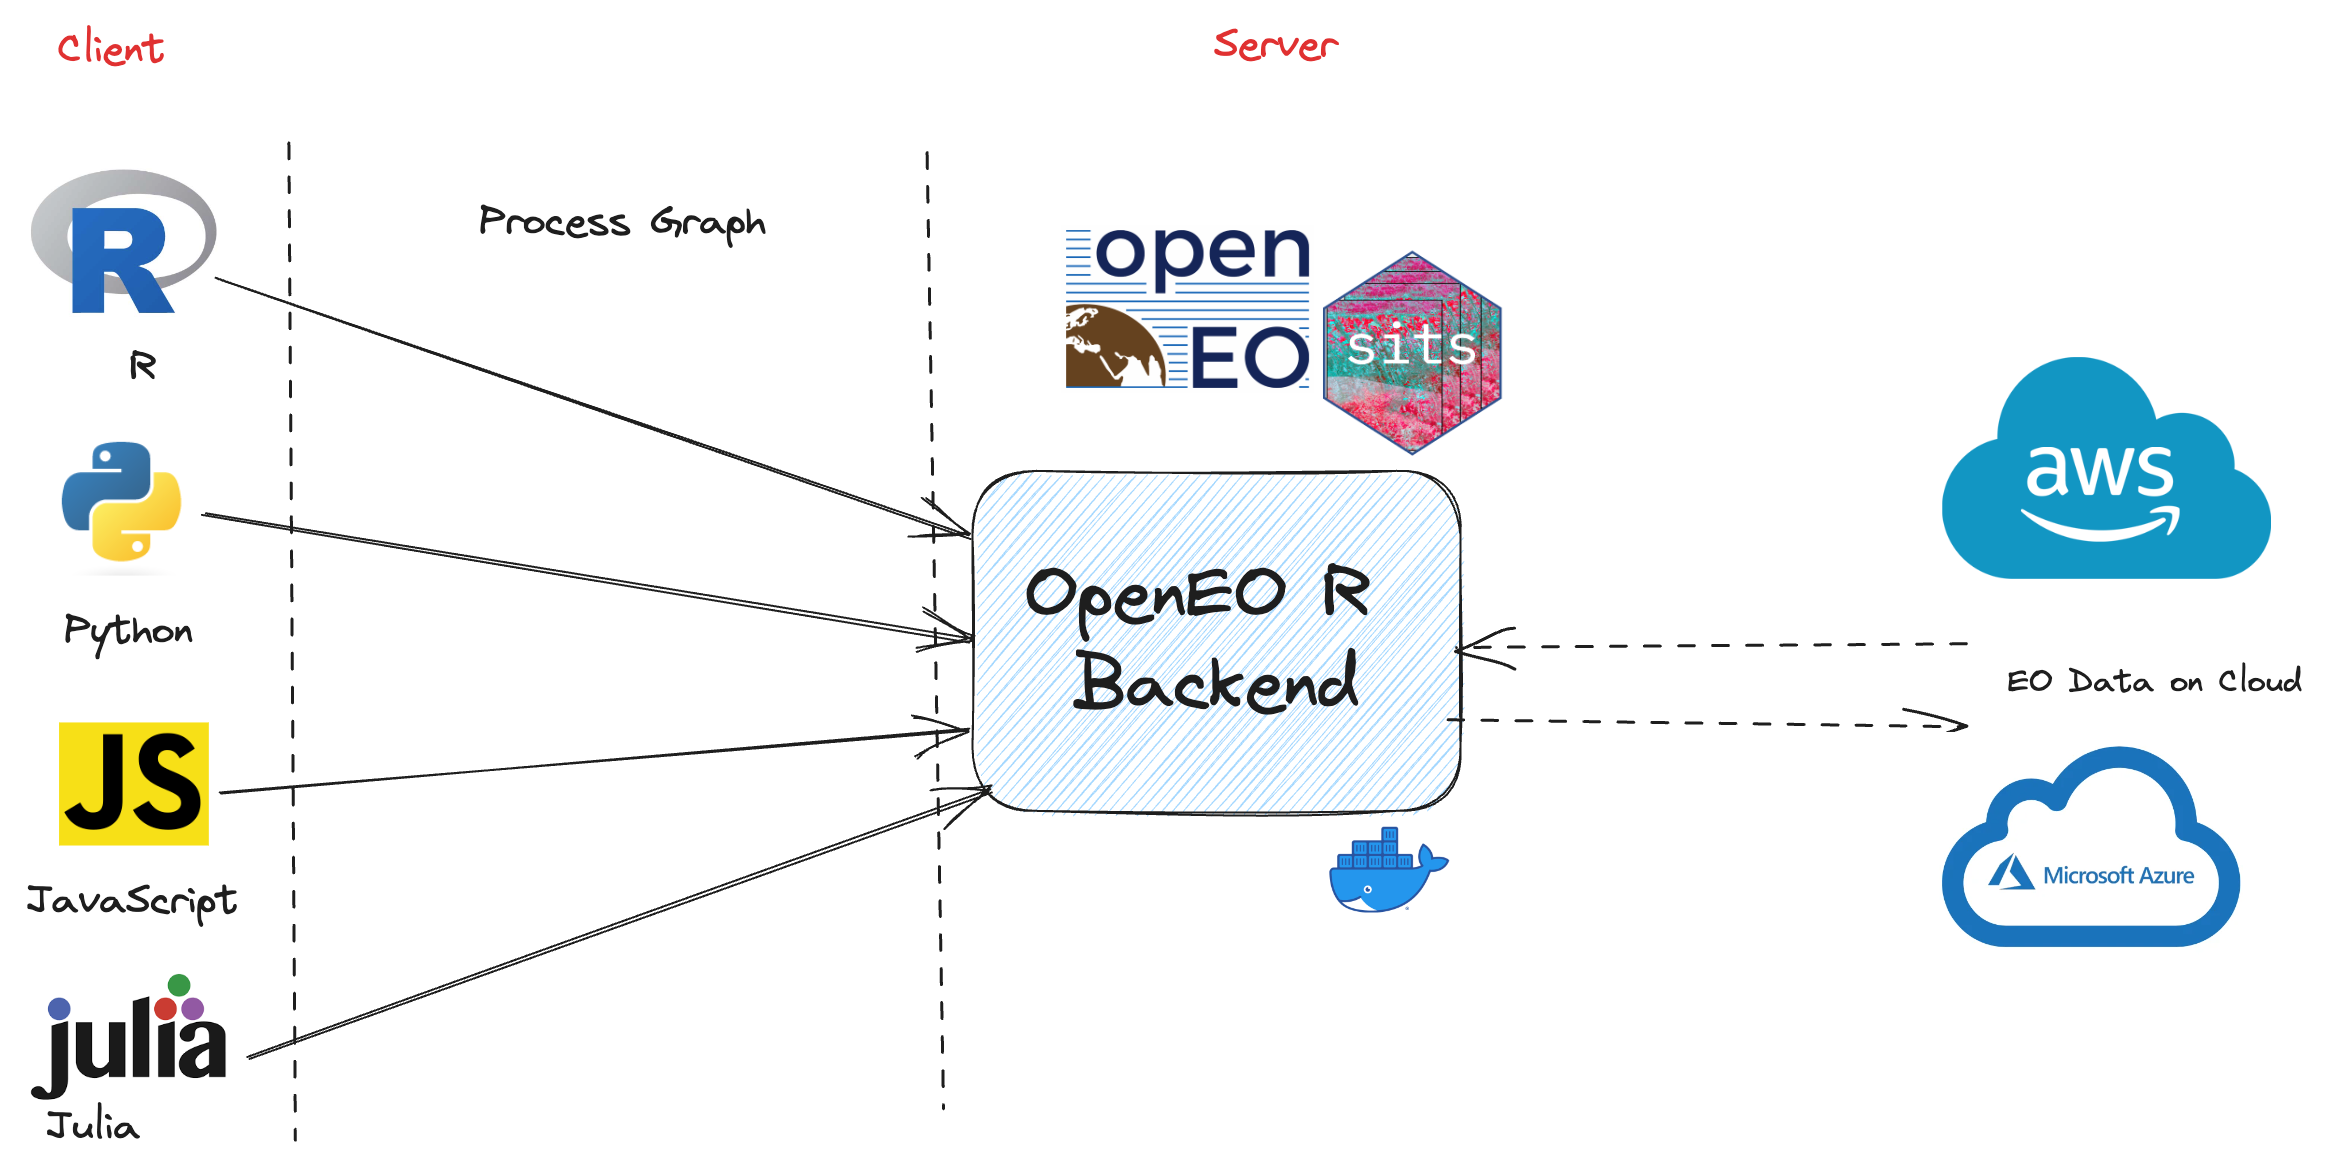 Client
Server
Process Graph
R
R
Python
JS
JavaScript
julia
Julia
open
EO
sits
OpenEO R
Backend
aws
EO Data on Cloud
Microsoft Azure